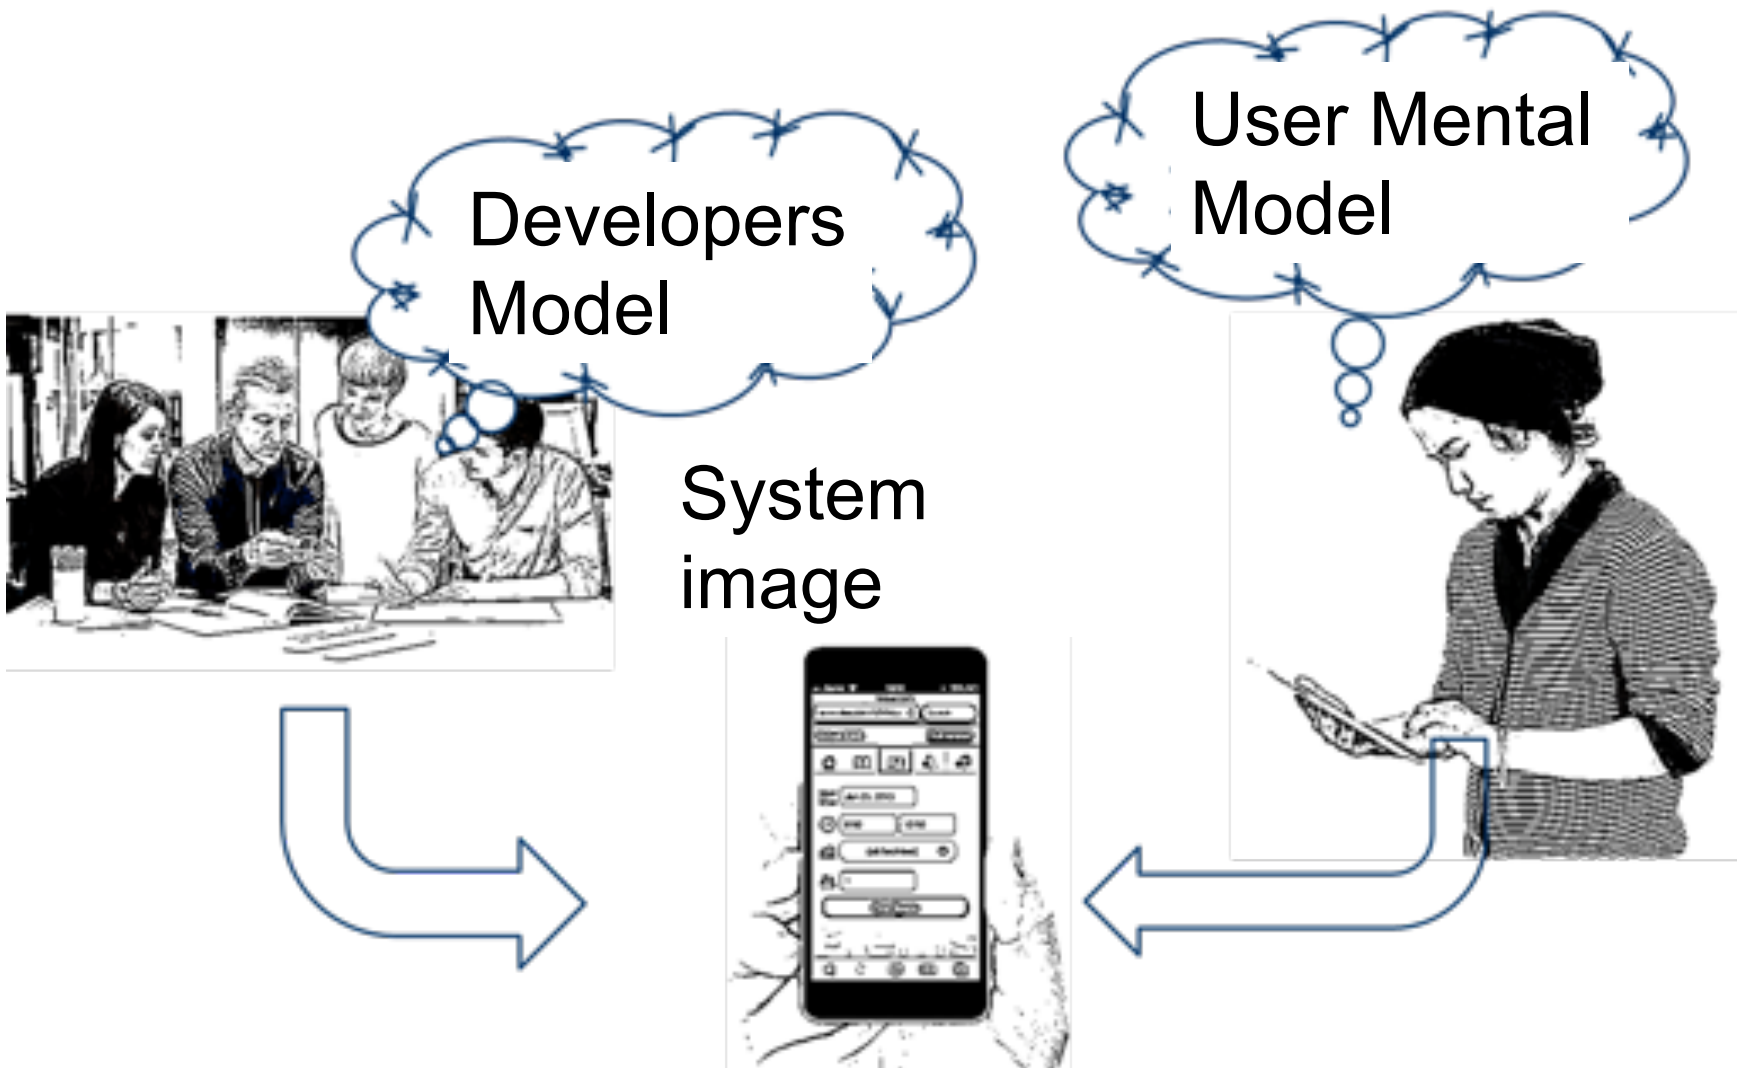 User Mental
Model
Developers
Model
System
image